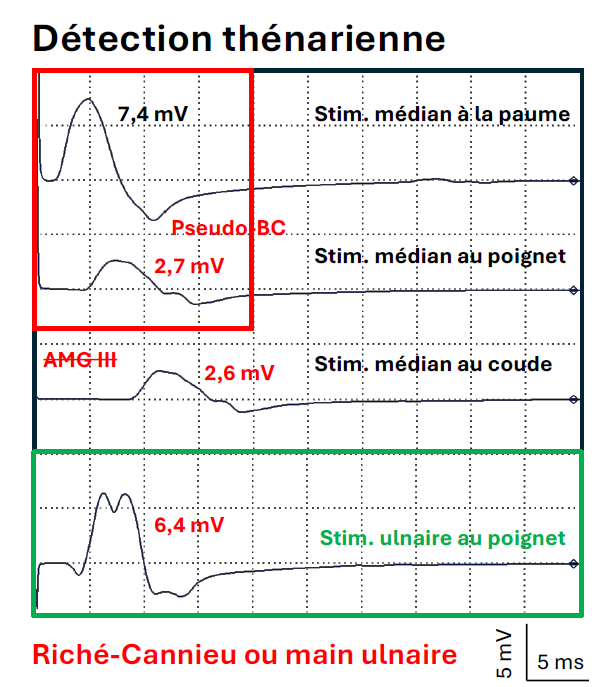 Détection thénarienne
7,4 mV
Stim. médian à la paume
Pseudo-BC
Stim. médian au poignet
2,7 mV
AMG III
Stim. médian au coude
2,6 mV
6,4 mV
Stim. ulnaire au poignet
Riché-Cannieu ou main ulnaire
5 mV
5 ms